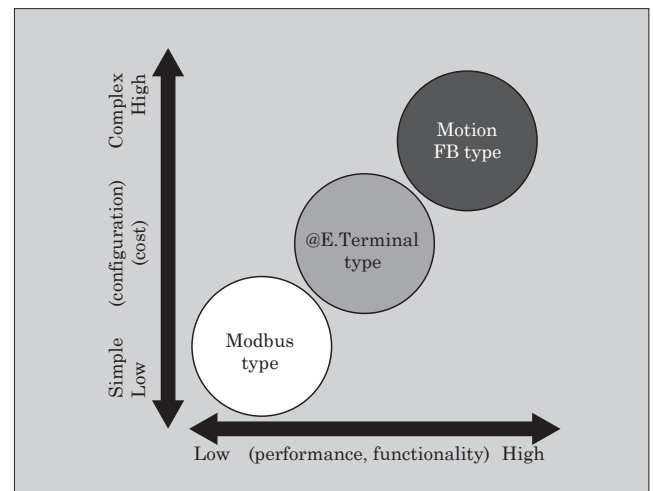 Complex
High
(configuration)
(cost)
Simple
Low
Motion
FB type
@E.Terminal
type
Modbus
type
Low (performance, functionality) High